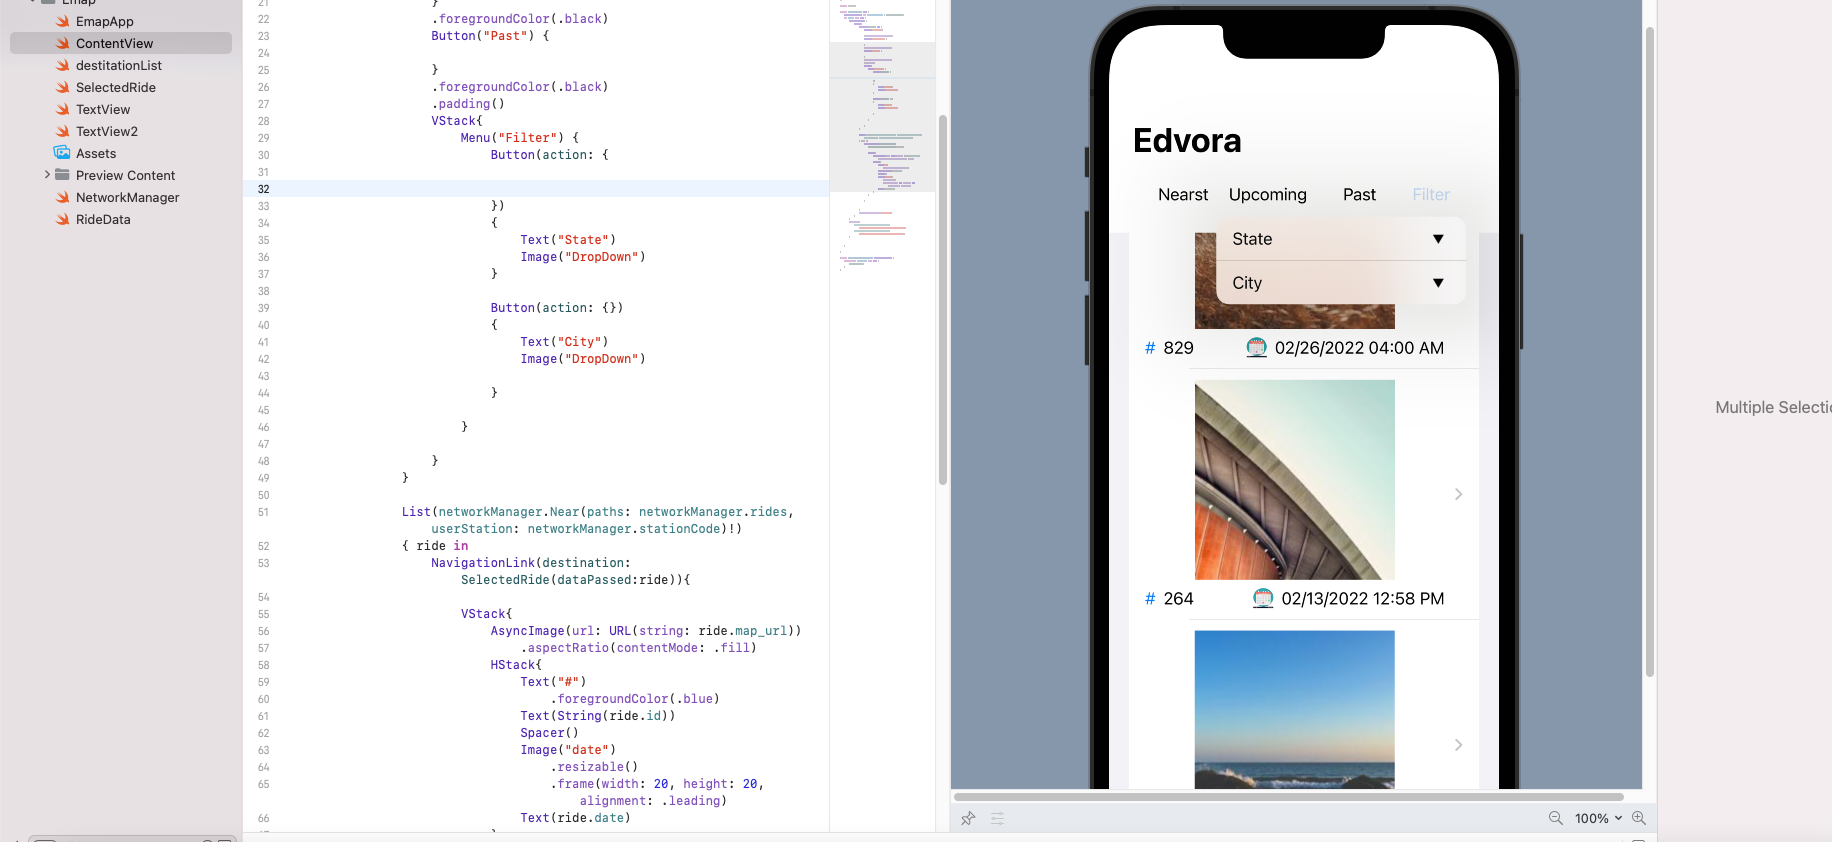 Emap
EmapApp
ContentView
destitationList
SelectedRide
TextView
TextView2
Assets
Preview Content
NetworkManager
RideData
21 }
22 .foregroundColor(.black)
23 Button("Past") {
24
25 }
26 .foregroundColor(.black)
27 .padding()
28 VStack{
29 Menu("Filter") {
30 Button(action: {
31
32
33 })
34 {
35 Text("State")
36 Image("DropDown")
37 }
38
39 Button(action: {})
40 {
41 Text("City")
42 Image("DropDown")
43
44 }
45
46 }
47
48 }
49 }
50
51 List(networkManager.Near(paths: networkManager.rides,
userStation: networkManager.stationCode)!)
52 { ride in
53 NavigationLink(destination:
SelectedRide(dataPassed:ride)){
54
55 VStack{
56 AsyncImage(url: URL(string: ride.map_url))
57 .aspectRatio(contentMode: .fill)
58 HStack{
59 Text("#")
60 .foregroundColor(.blue)
61 Text(String(ride.id))
62 Spacer()
63 Image("date")
64 .resizable()
65 .frame(width: 20, height: 20,
alignment: .leading)
66 Text(ride.date)
Edvora
Nearst Upcoming Past Filter
State ▼
City ▼
# 829 02/26/2022 04:00 AM
# 264 02/13/2022 12:58 PM
100%
Multiple Selectio